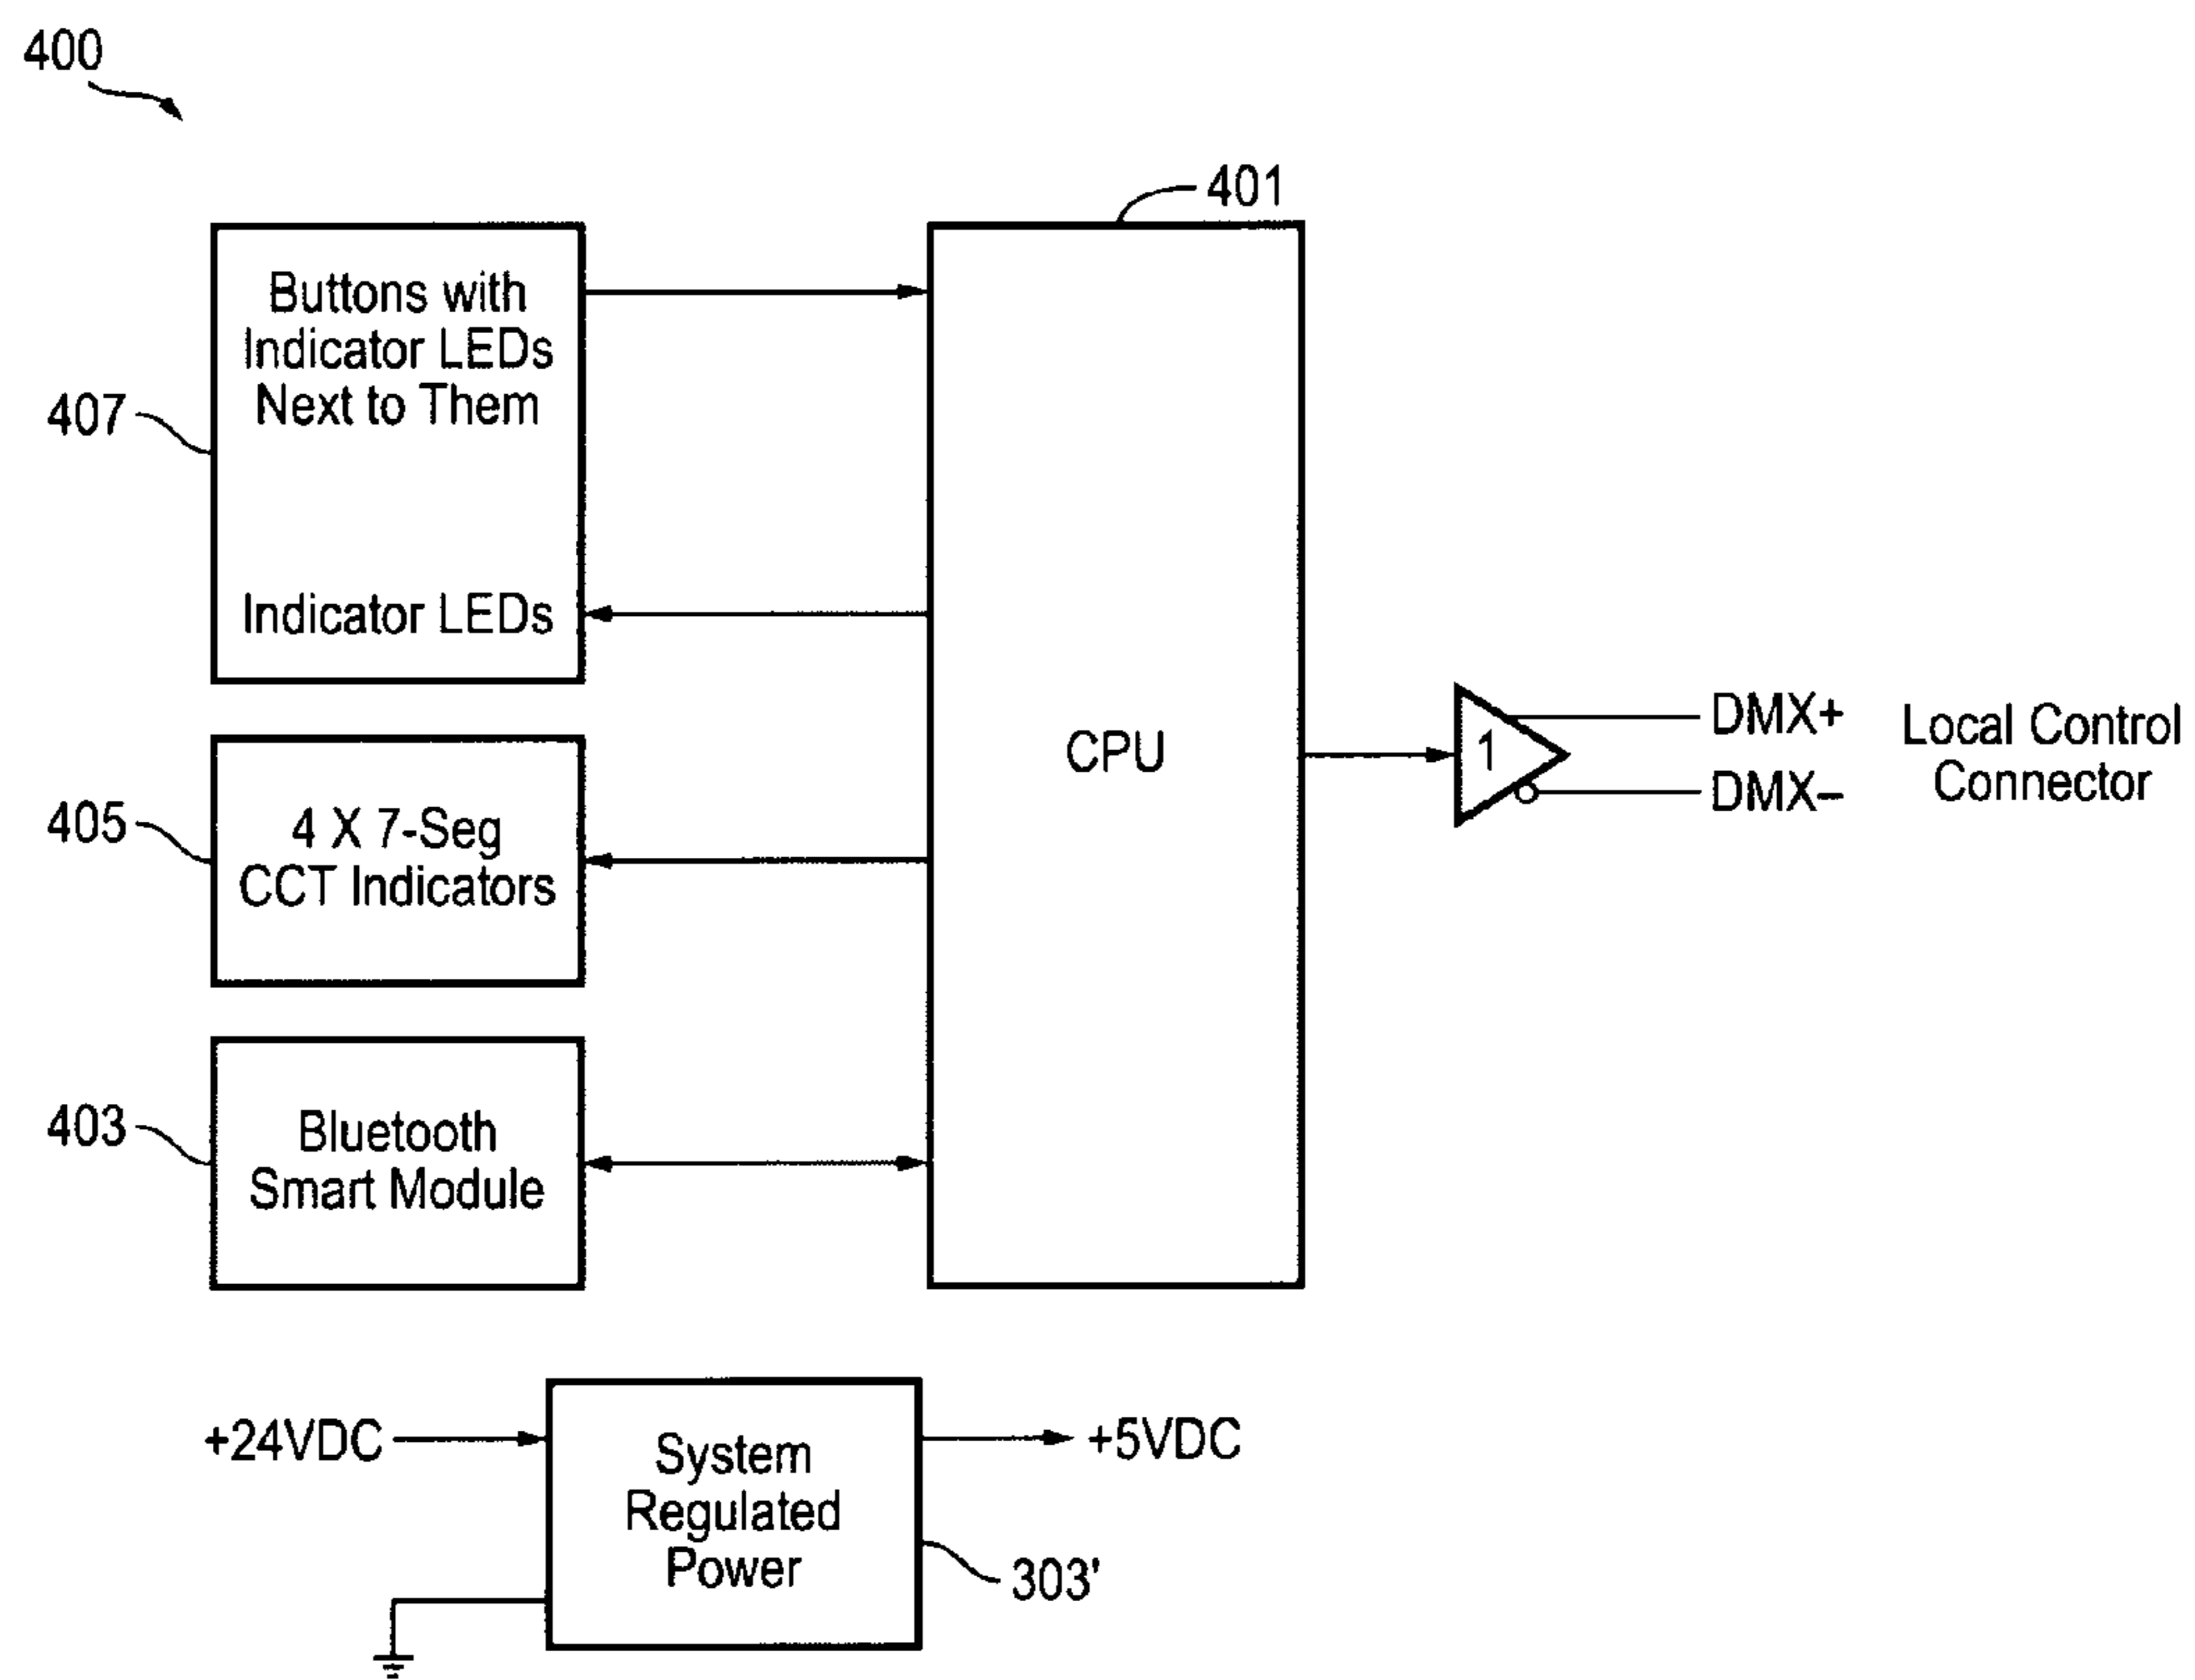 400
401
Buttons with
Indicator LEDs
Next to Them
407
Indicator LEDs
CPU
1
DMX+
DMX–
Local Control
Connector
405
4 X 7-Seg
CCT Indicators
403
Bluetooth
Smart Module
+24VDC
System
Regulated
Power
+5VDC
303'